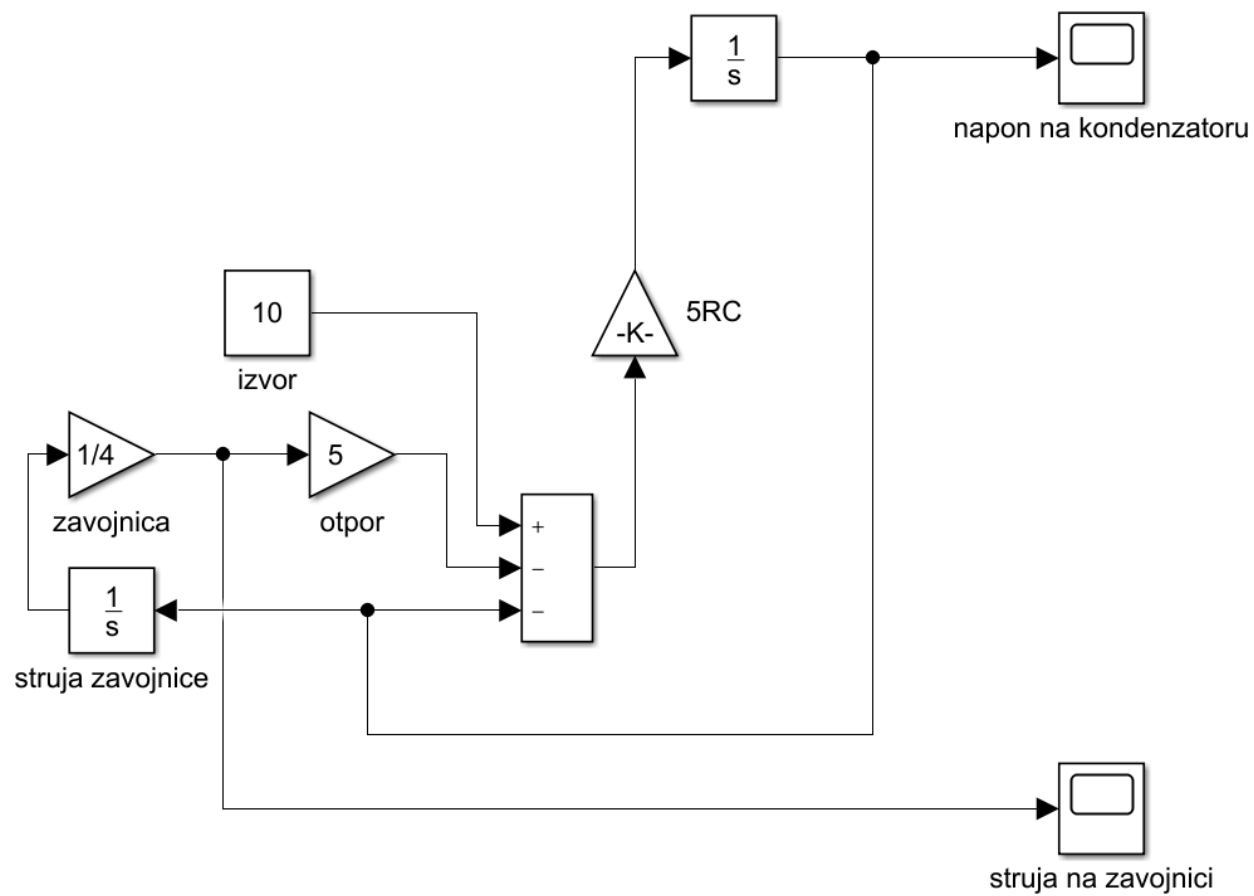 1
s
napon na kondenzatoru
10
izvor
-K-
5RC
1/4
zavojnica
5
otpor
+
−
−
1
s
struja zavojnice
struja na zavojnici